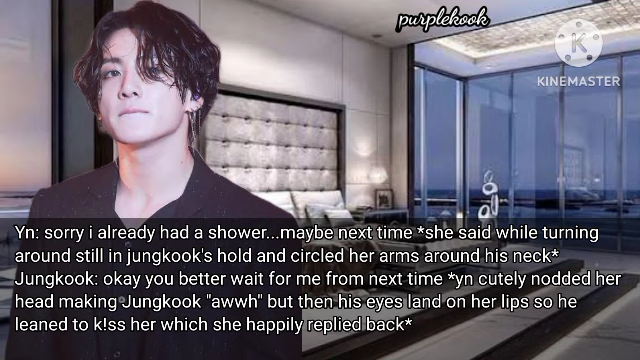 purplekook
K
KINEMASTER
Yn: sorry i already had a shower...maybe next time *she said while turning
around still in jungkook's hold and circled her arms around his neck*
Jungkook: okay you better wait for me from next time *yn cutely nodded her
head making Jungkook "awwh" but then his eyes land on her lips so he
leaned to k!ss her which she happily replied back*